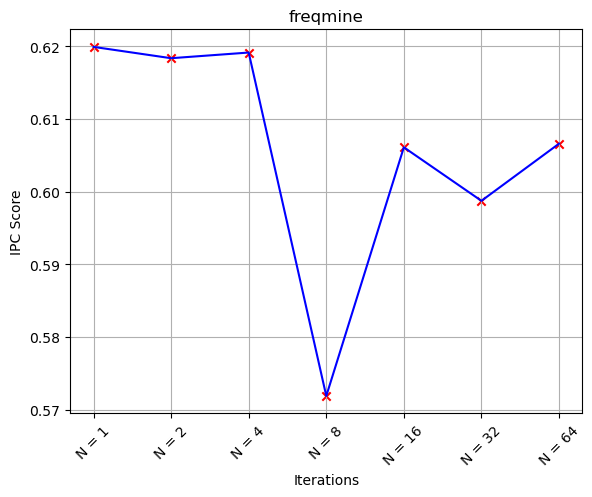 freqmine
IPC Score
0.62
0.61
0.60
0.59
0.58
0.57
N = 1
N = 2
N = 4
N = 8
N = 16
N = 32
N = 64
Iterations